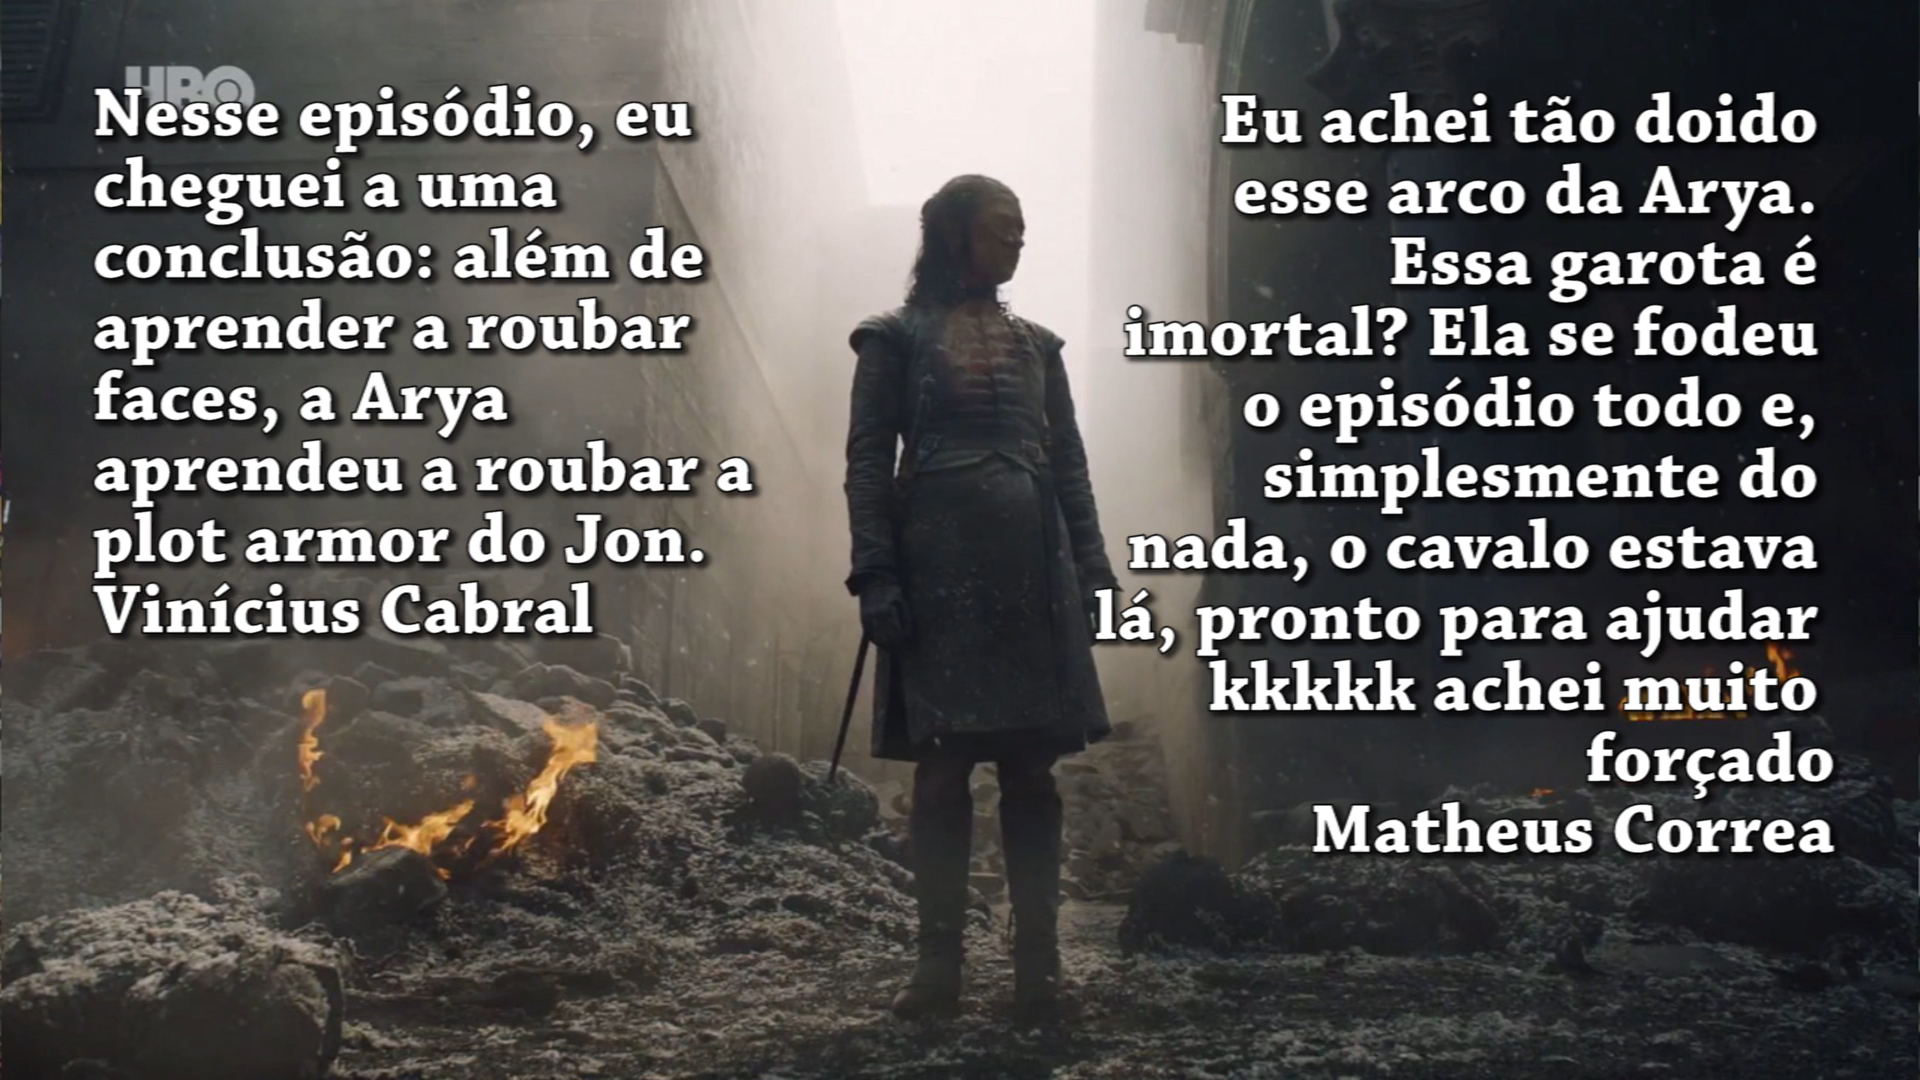 HBO
Nesse episódio, eu
cheguei a uma
conclusão: além de
aprender a roubar
faces, a Arya
aprendeu a roubar a
plot armor do Jon.
Vinícius Cabral
Eu achei tão doido
esse arco da Arya.
Essa garota é
imortal? Ela se fodeu
o episódio todo e,
simplesmente do
nada, o cavalo estava
lá, pronto para ajudar
kkkkk achei muito
forçado
Matheus Correa